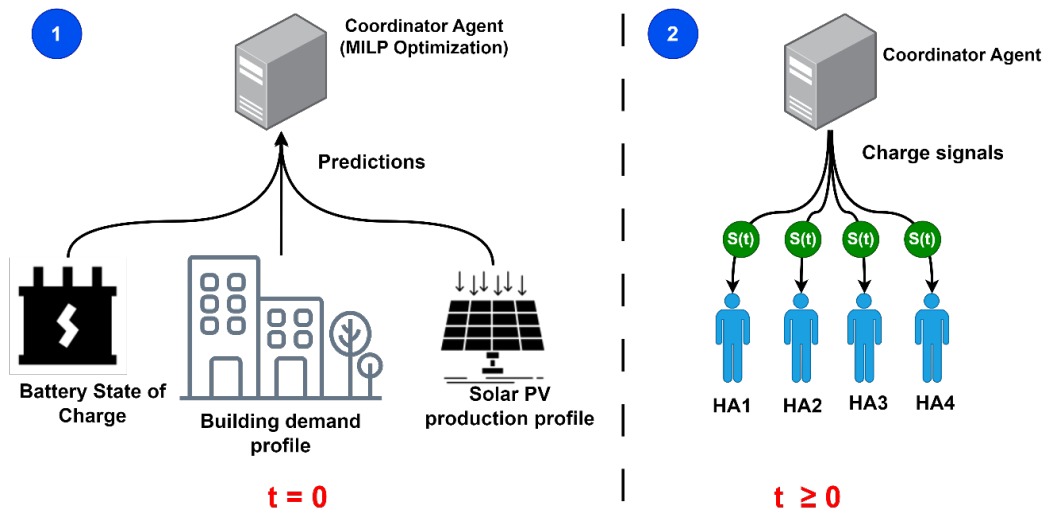 1
Coordinator Agent
(MILP Optimization)
Predictions
Battery State of
Charge
Building demand
profile
Solar PV
production profile
t = 0
2
Coordinator Agent
Charge signals
S(t) S(t) S(t) S(t)
HA1 HA2 HA3 HA4
t ≥ 0